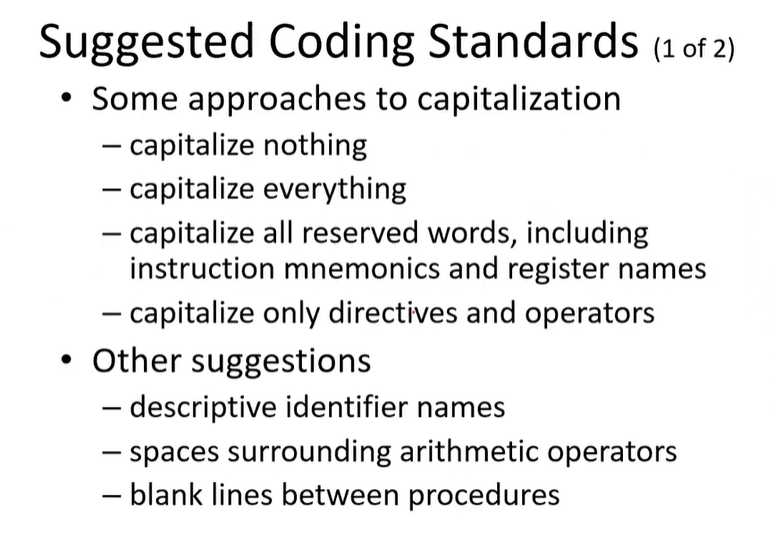 Suggested Coding Standards (1 of 2)
• Some approaches to capitalization
– capitalize nothing
– capitalize everything
– capitalize all reserved words, including
instruction mnemonics and register names
– capitalize only directives and operators
• Other suggestions
– descriptive identifier names
– spaces surrounding arithmetic operators
– blank lines between procedures